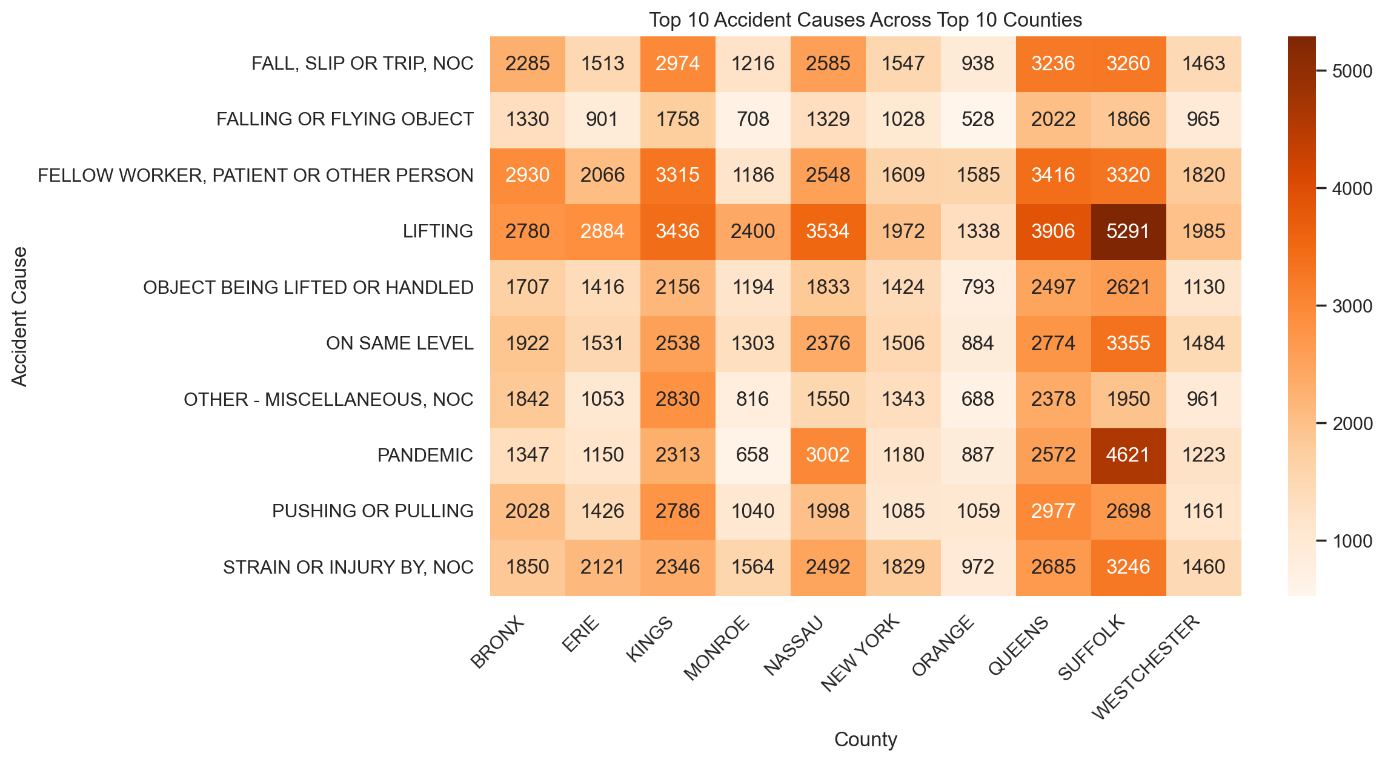 Top 10 Accident Causes Across Top 10 Counties
FALL, SLIP OR TRIP, NOC 2285 1513 2974 1216 2585 1547 938 3236 3260 1463
FALLING OR FLYING OBJECT 1330 901 1758 708 1329 1028 528 2022 1866 965
FELLOW WORKER, PATIENT OR OTHER PERSON 2930 2066 3315 1186 2548 1609 1585 3416 3320 1820
LIFTING 2780 2884 3436 2400 3534 1972 1338 3906 5291 1985
OBJECT BEING LIFTED OR HANDLED 1707 1416 2156 1194 1833 1424 793 2497 2621 1130
ON SAME LEVEL 1922 1531 2538 1303 2376 1506 884 2774 3355 1484
OTHER - MISCELLANEOUS, NOC 1842 1053 2830 816 1550 1343 688 2378 1950 961
PANDEMIC 1347 1150 2313 658 3002 1180 887 2572 4621 1223
PUSHING OR PULLING 2028 1426 2786 1040 1998 1085 1059 2977 2698 1161
STRAIN OR INJURY BY, NOC 1850 2121 2346 1564 2492 1829 972 2685 3246 1460
BRONX ERIE KINGS MONROE NASSAU NEW YORK ORANGE QUEENS SUFFOLK WESTCHESTER
County
Accident Cause
5000
4000
3000
2000
1000